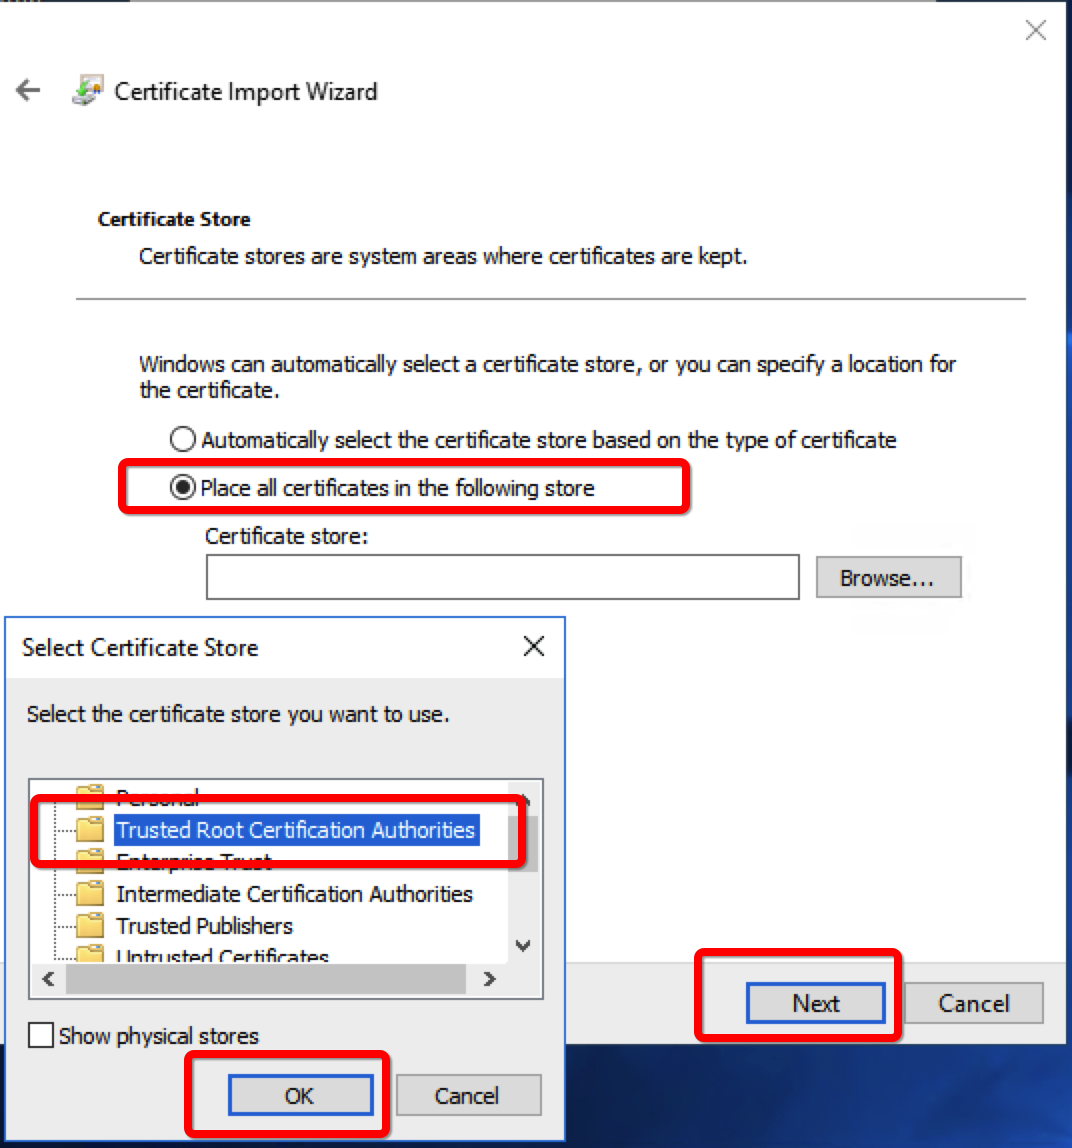 Certificate Import Wizard
Certificate Store
Certificate stores are system areas where certificates are kept.
Windows can automatically select a certificate store, or you can specify a location for
the certificate.
Automatically select the certificate store based on the type of certificate
Place all certificates in the following store
Certificate store:
Browse...
Select Certificate Store
Select the certificate store you want to use.
Personal
Trusted Root Certification Authorities
Enterprise Trust
Intermediate Certification Authorities
Trusted Publishers
Untrusted Certificates
Show physical stores
OK
Cancel
Next
Cancel